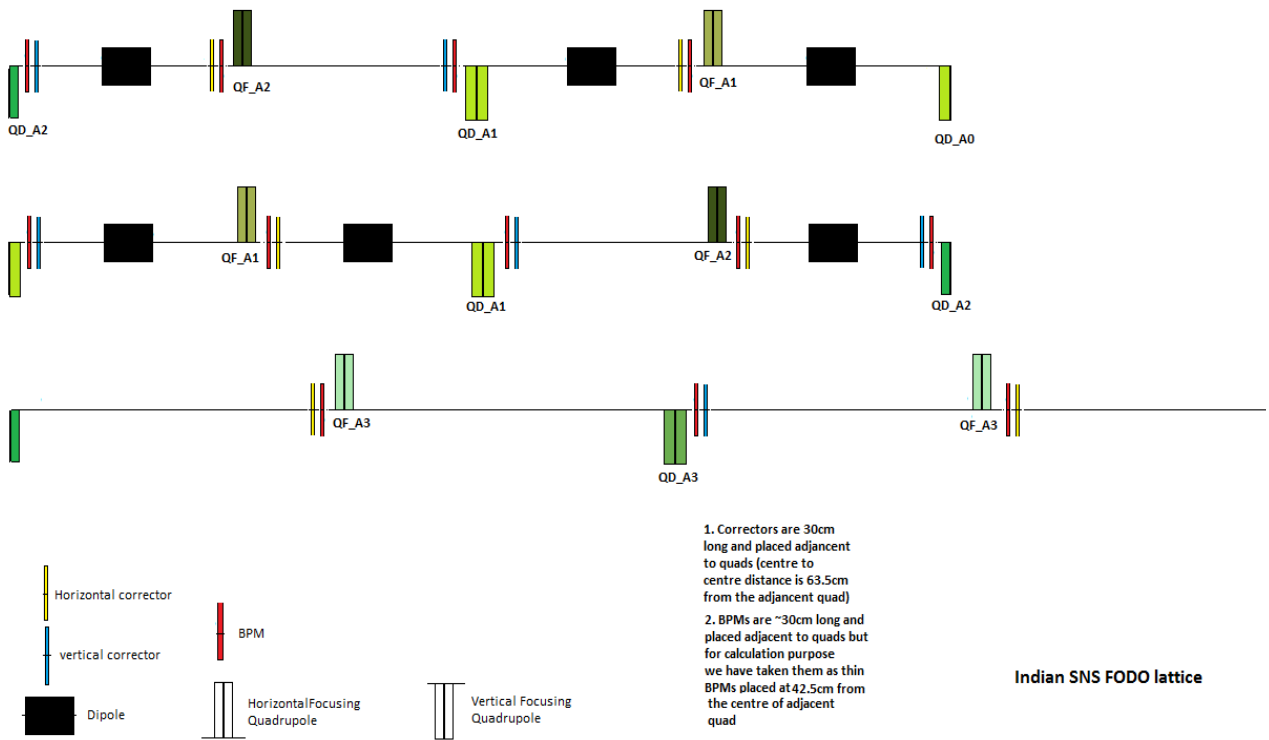 QD_A2
QF_A2
QD_A1
QF_A1
QD_A0
QF_A1
QD_A1
QF_A2
QD_A2
QF_A3
QD_A3
QF_A3
Horizontal corrector
vertical corrector
Dipole
BPM
HorizontalFocusing
Quadrupole
Vertical Focusing
Quadrupole
1. Correctors are 30cm
long and placed adjancent
to quads (centre to
centre distance is 63.5cm
from the adjancent quad)
2. BPMs are ~30cm long and
placed adjacent to quads but
for calculation purpose
we have taken them as thin
BPMs placed at 42.5cm from
the centre of adjacent
quad
Indian SNS FODO lattice